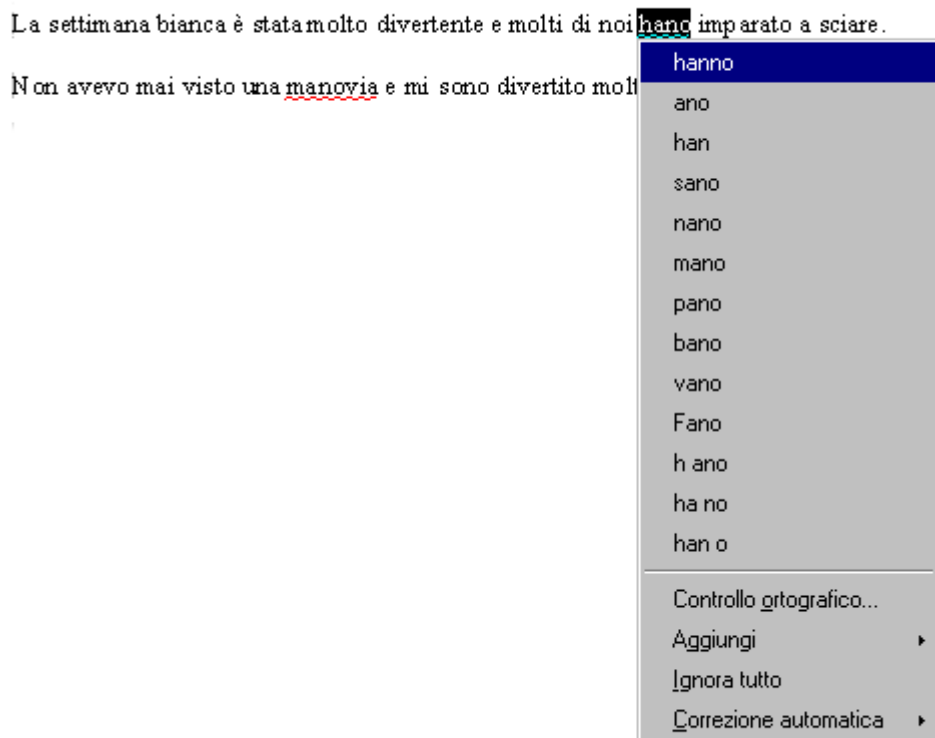 La settimana bianca è stata molto divertente e molti di noi hano imparato a sciare.
hanno
Non avevo mai visto una manovia e mi sono divertito molt
ano
han
sano
nano
mano
pano
bano
vano
Fano
h ano
ha no
han o
Controllo ortografico...
Aggiungi
Ignora tutto
Correzione automatica